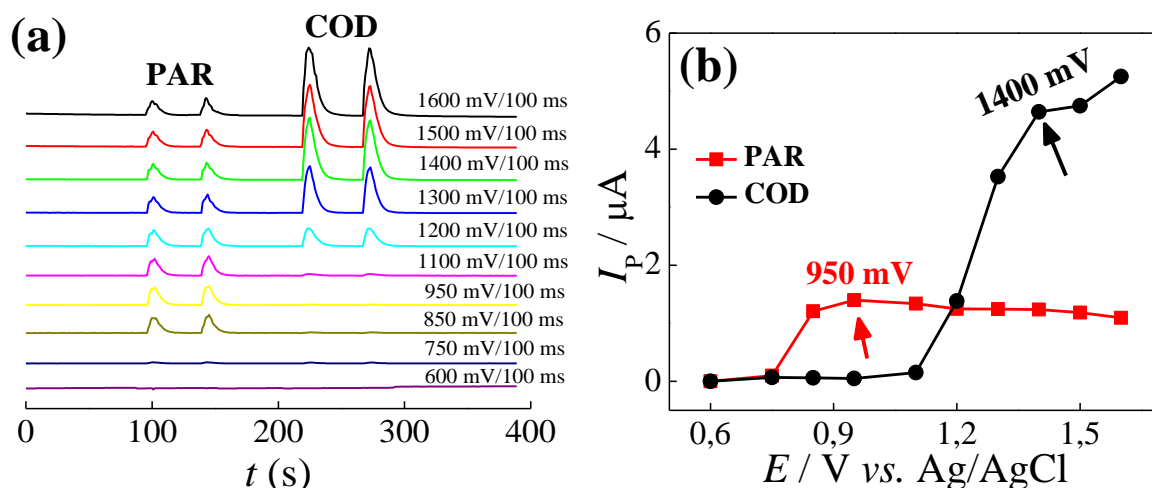 (a)
PAR
COD
1600 mV/100 ms
1500 mV/100 ms
1400 mV/100 ms
1300 mV/100 ms
1200 mV/100 ms
1100 mV/100 ms
950 mV/100 ms
850 mV/100 ms
750 mV/100 ms
600 mV/100 ms
0 100 200 300 400
t (s)
(b)
1400 mV
PAR
COD
950 mV
6
4
2
0
I_P / µA
0,6 0,9 1,2 1,5
E / V vs. Ag/AgCl